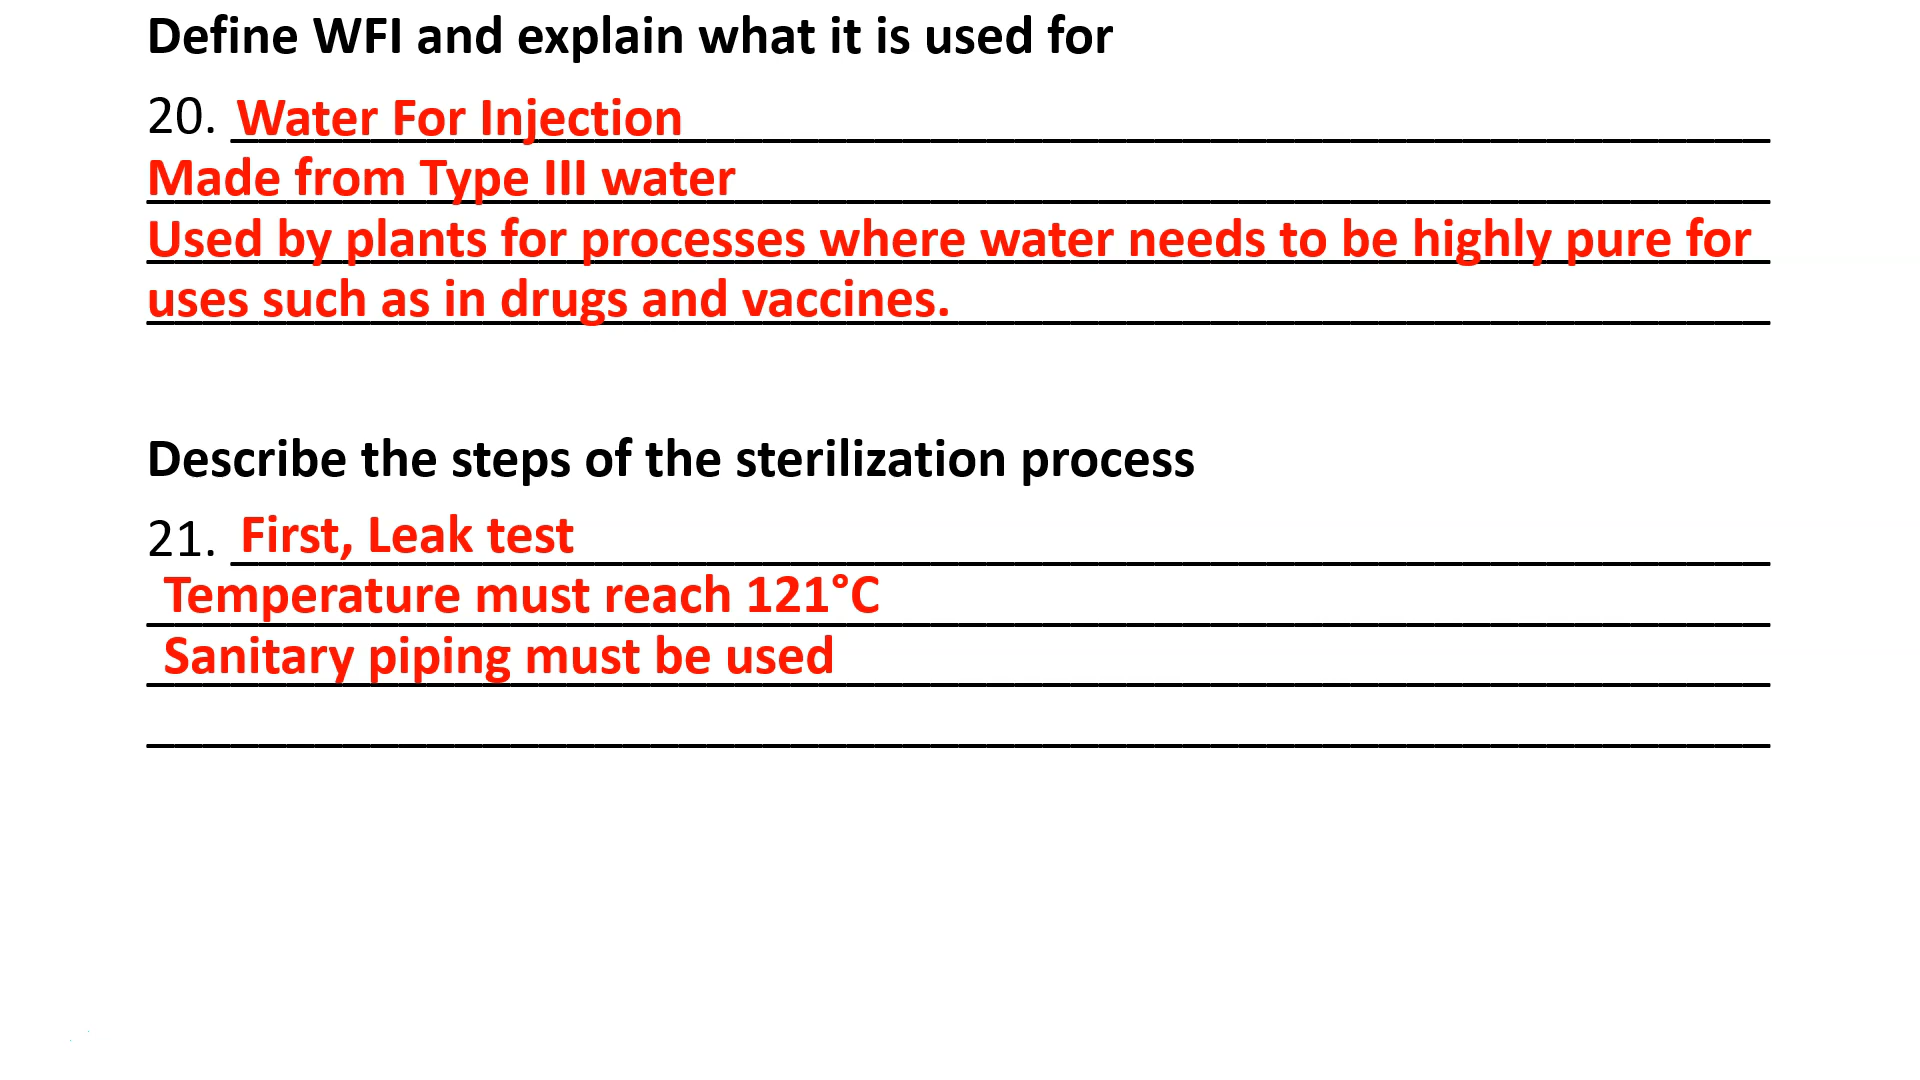 Define WFI and explain what it is used for
20. Water For Injection
Made from Type III water
Used by plants for processes where water needs to be highly pure for
uses such as in drugs and vaccines.
Describe the steps of the sterilization process
21. First, Leak test
Temperature must reach 121°C
Sanitary piping must be used